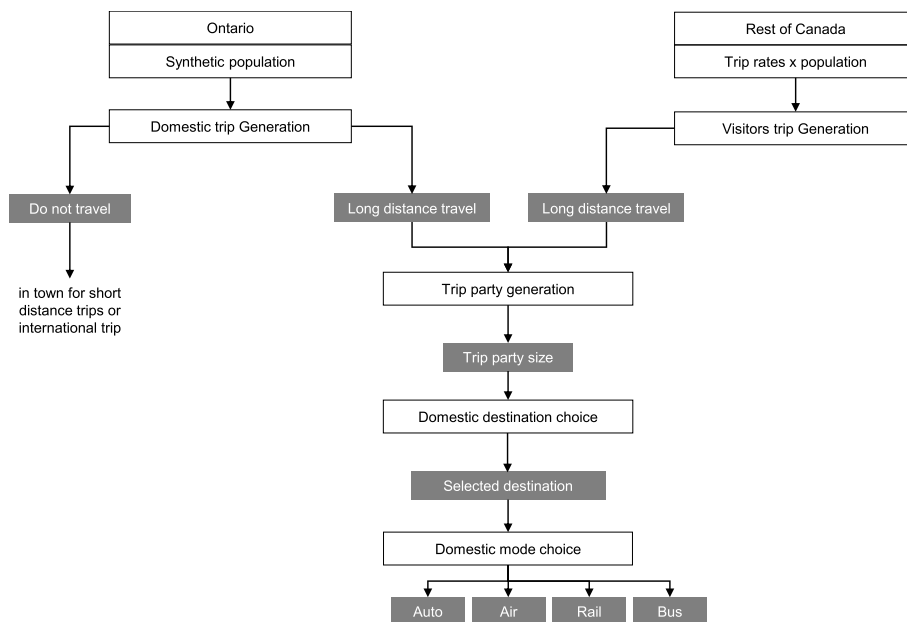 Ontario
Synthetic population
Rest of Canada
Trip rates x population
Domestic trip Generation
Visitors trip Generation
Do not travel
Long distance travel
Long distance travel
in town for short
distance trips or
international trip
Trip party generation
Trip party size
Domestic destination choice
Selected destination
Domestic mode choice
Auto
Air
Rail
Bus